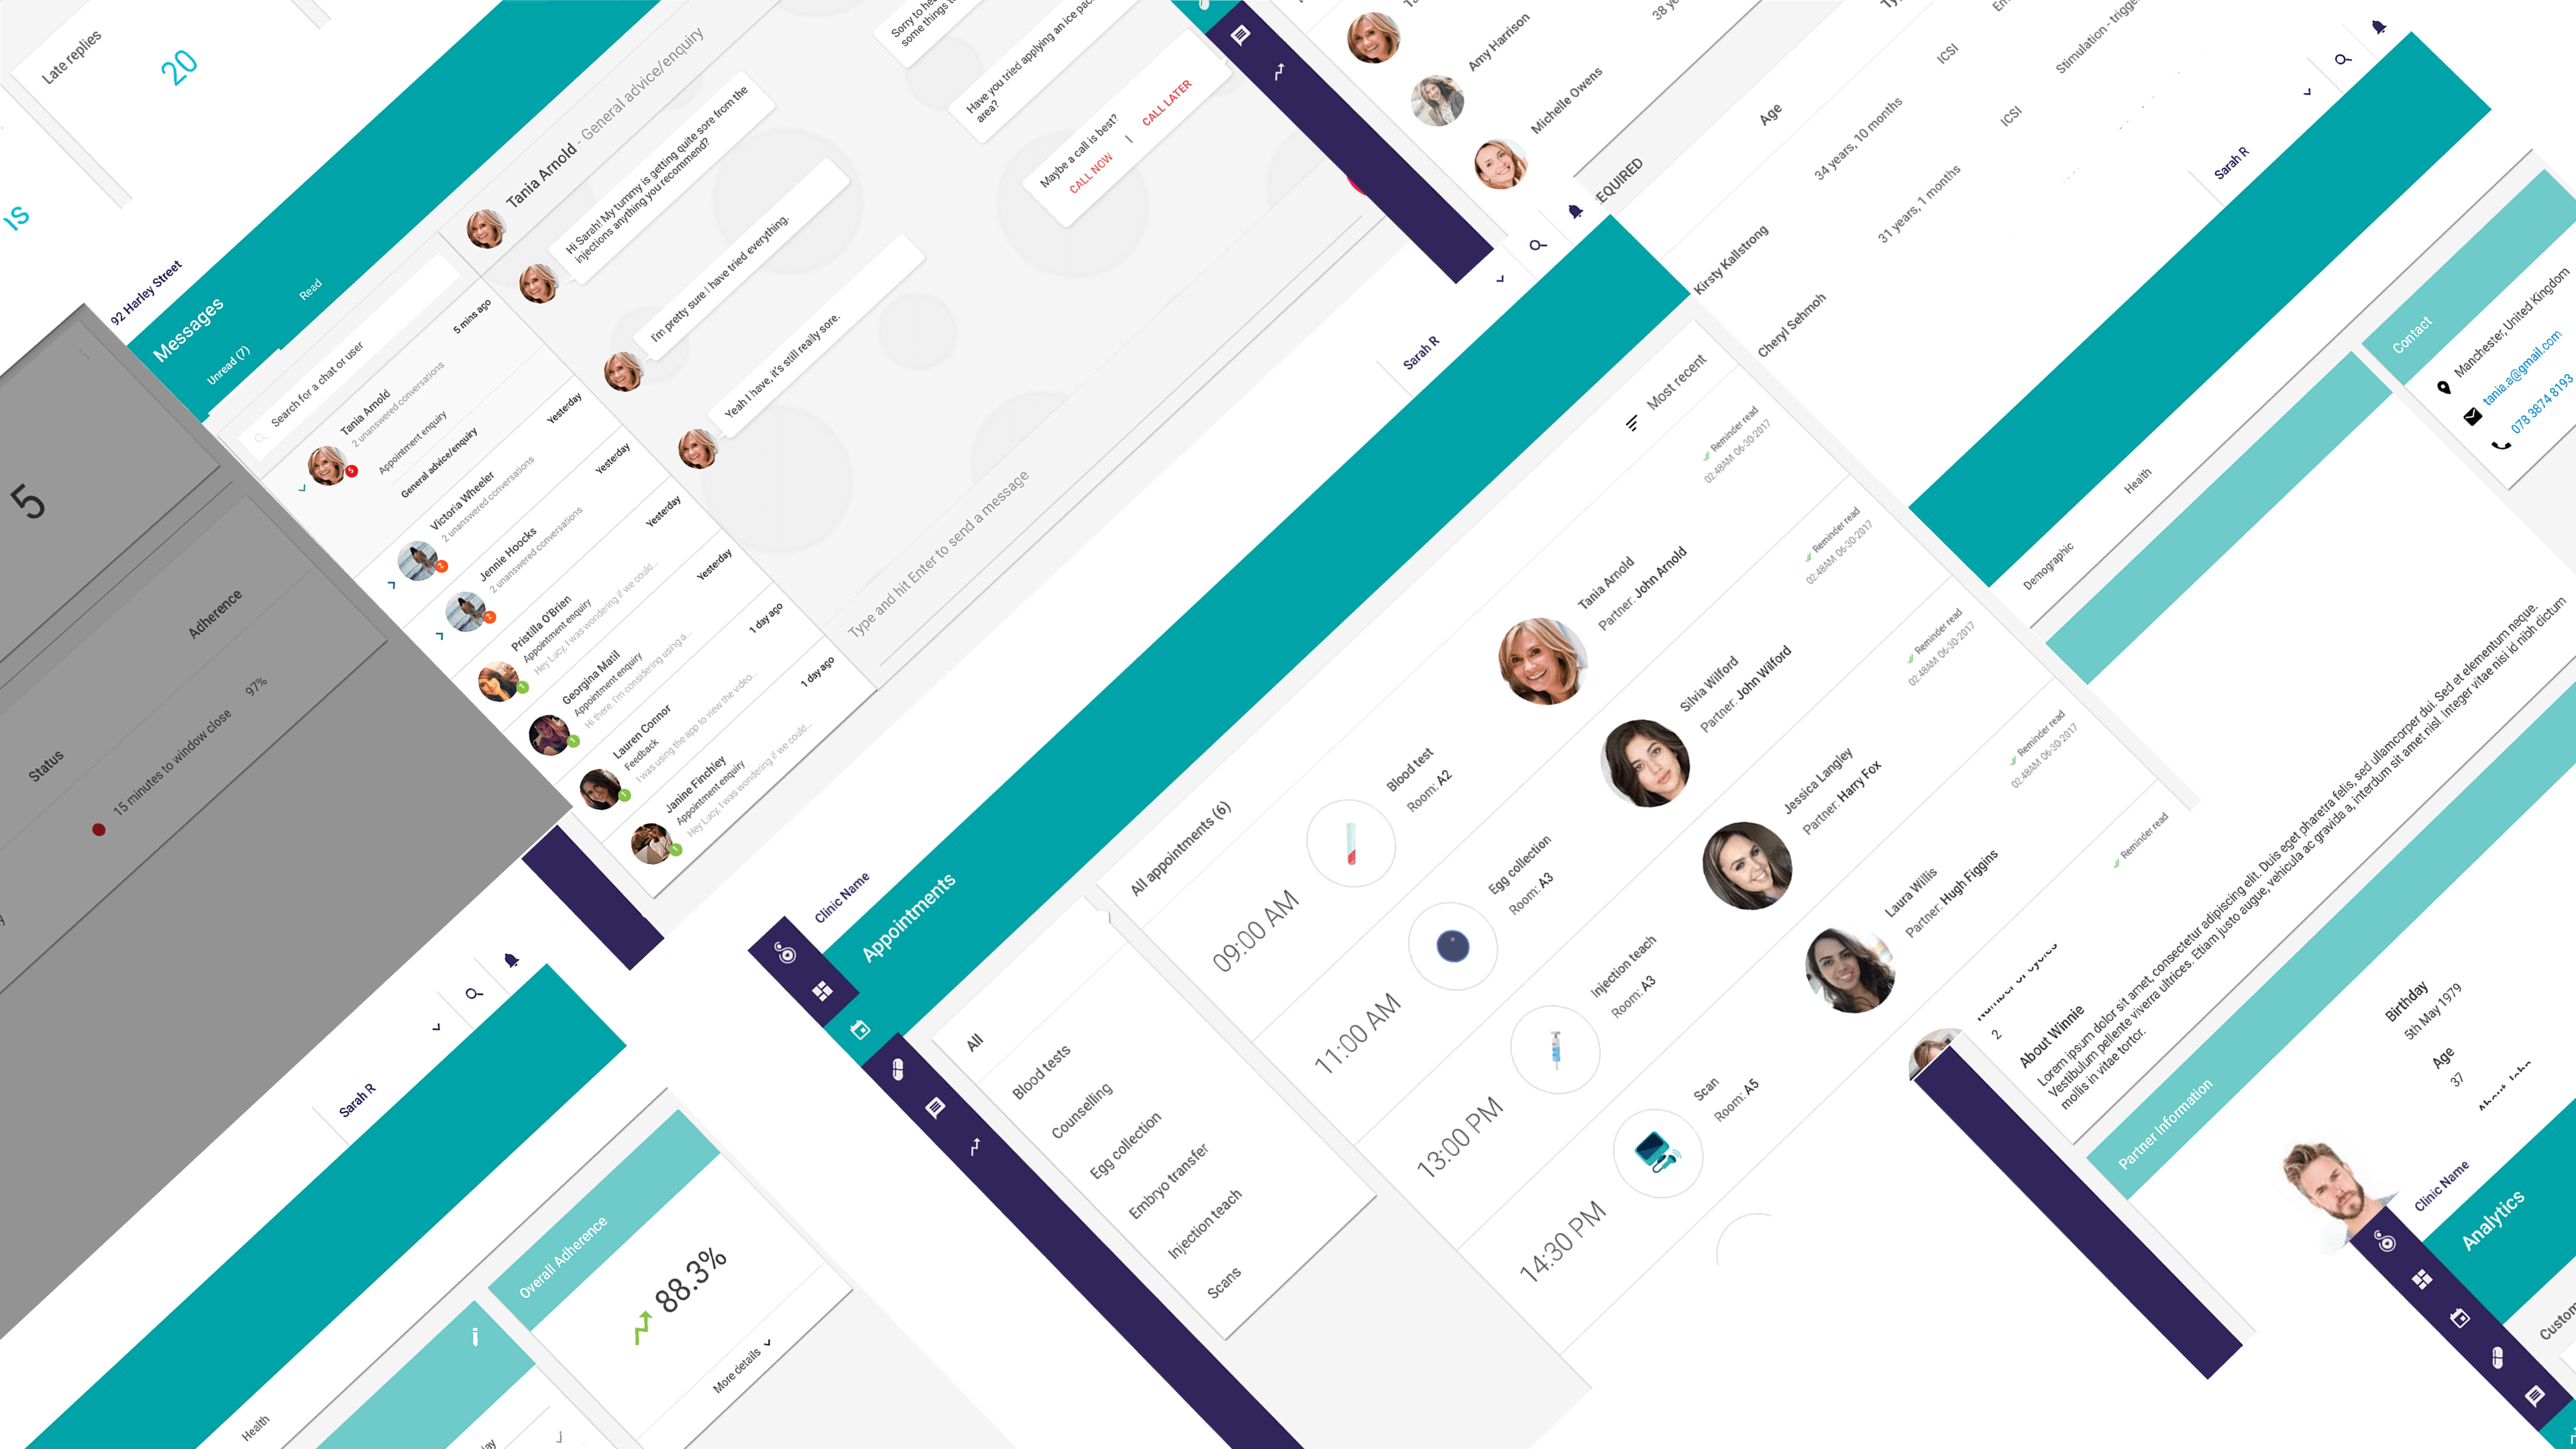 Late replies
20
IS
5
Adherence
97%
Status
15 minutes to window close
92 Harley Street
Messages
Unread (7)
Read
Search for a chat or user
Tania Arnold
2 unanswered conversations
5 mins ago
5
Appointment enquiry
General advice/enquiry
Yesterday
Victoria Wheeler
2 unanswered conversations
Yesterday
2
Jennie Hoocks
2 unanswered conversations
Yesterday
2
Pristilla O'Brien
Appointment enquiry
Hey Lucy, I was wondering if we could...
Yesterday
1
Georgina Matil
Appointment enquiry
Hi there. I'm considering using a...
1 day ago
1
Lauren Connor
Feedback
I was using the app to view the video...
1 day ago
1
Janine Finchley
Appointment enquiry
Hey Lucy, I was wondering if we could...
1
Tania Arnold - General advice/enquiry
Hi Sarah! My tummy is getting quite sore from the
injections anything you recommend?
I'm pretty sure I have tried everything.
Yeah I have, it's still really sore.
Sorry to he
some things t
Have you tried applying an ice pac
area?
Maybe a call is best?
CALL NOW | CALL LATER
Type and hit Enter to send a message
Amy Harrison
38 ye
Michelle Owens
EQUIRED
Age
ICSI
Stimulation - trigge
Kirsty Kallstrong
34 years, 10 months
ICSI
Cheryl Sehmoh
31 years, 1 months
Sarah R
Clinic Name
Appointments
Sarah R
All
Blood tests
Counselling
Egg collection
Embryo transfer
Injection teach
Scans
All appointments (6)
Most recent
09:00 AM
Blood test
Room: A2
Tania Arnold
Partner: John Arnold
Reminder read
02:48AM 06-30-2017
11:00 AM
Egg collection
Room: A3
Silvia Wilford
Partner: John Wilford
Reminder read
02:48AM 06-30-2017
13:00 PM
Injection teach
Room: A3
Jessica Langley
Partner: Harry Fox
Reminder read
02:48AM 06-30-2017
14:30 PM
Scan
Room: A5
Laura Willis
Partner: Hugh Figgins
Reminder read
02:48AM 06-30-2017
Reminder read
Demographic
Health
Contact
Manchester, United Kingdom
tania.a@gmail.com
078 3874 8193
2
About Winnie
Lorem ipsum dolor sit amet, consectetur adipiscing elit. Duis eget pharetra felis, sed ullamcorper dui. Sed et elementum neque.
Vestibulum pellente viverra ultrices. Etiam justo augue, vehicula ac gravida a, interdum sit amet nisl. Integer vitae nisi id nibh dictum
mollis in vitae tortor.
Partner Information
Birthday
5th May 1979
Age
37
Clinic Name
Analytics
Custom
Sarah R
Health
Overall Adherence
88.3%
More details